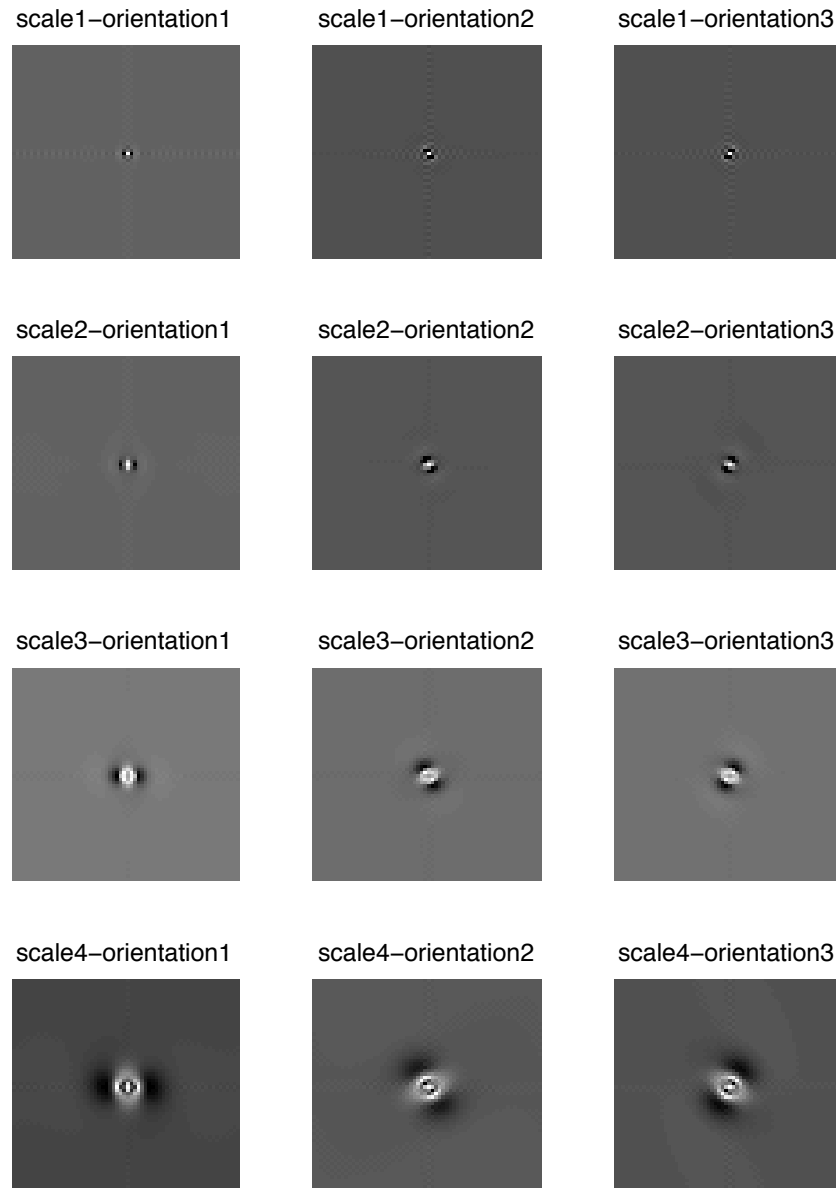 scale1−orientation1
scale1−orientation2
scale1−orientation3
scale2−orientation1
scale2−orientation2
scale2−orientation3
scale3−orientation1
scale3−orientation2
scale3−orientation3
scale4−orientation1
scale4−orientation2
scale4−orientation3